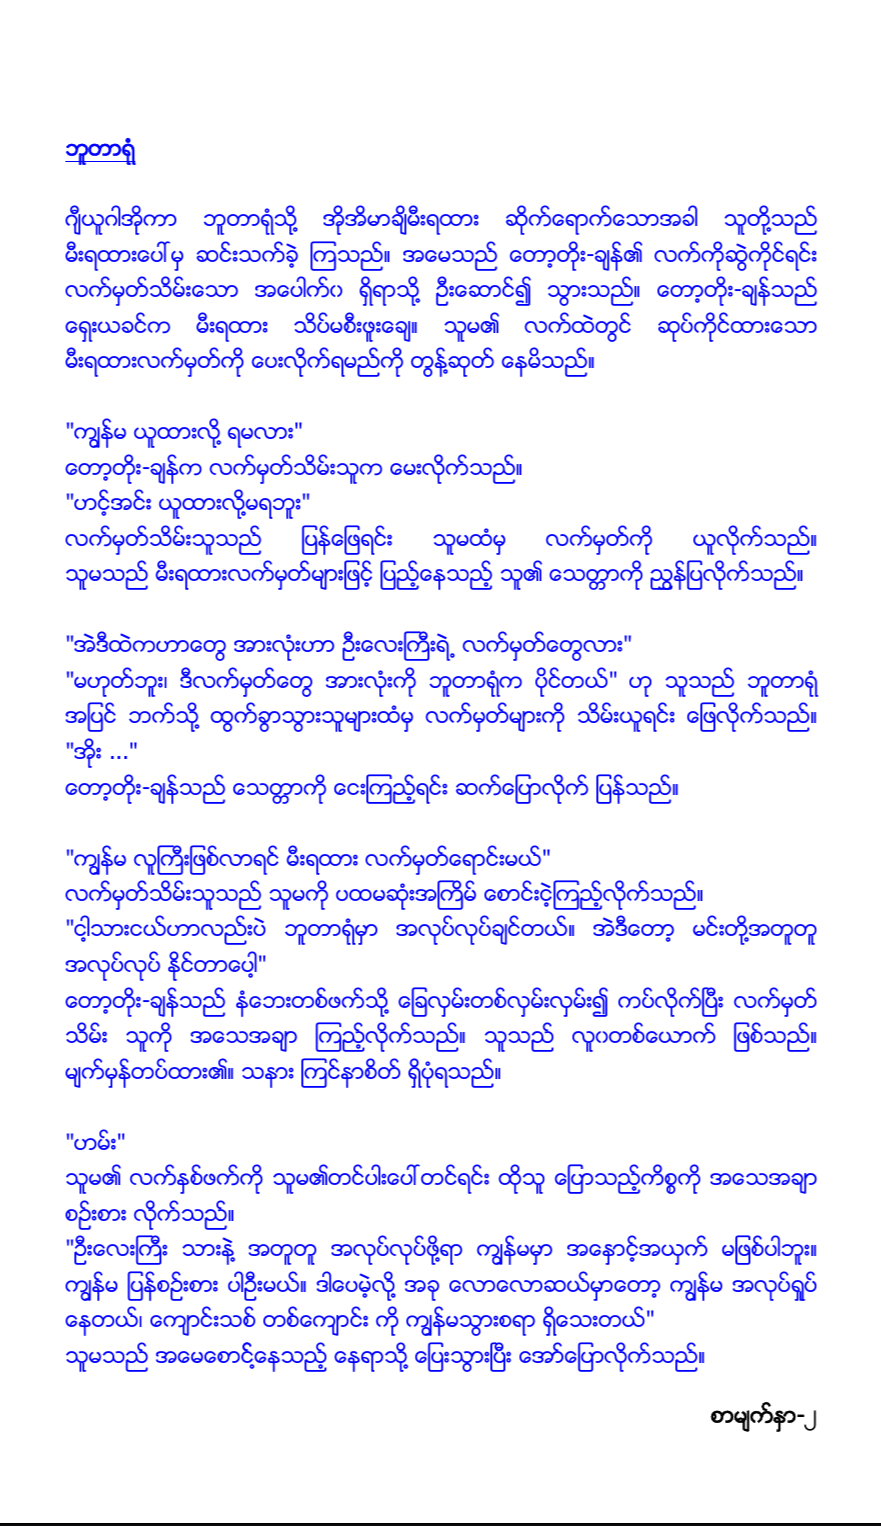 ဘူတာရုံ
ဂျီယူဂါအိုကာ ဘူတာရုံသို့ အိုအိမာချိမီးရထား ဆိုက်ရောက်သောအခါ သူတို့သည်
မီးရထားပေါ်မှ ဆင်းသက်ခဲ့ ကြသည်။ အမေသည် တော့တိုး-ချန်၏ လက်ကိုဆွဲကိုင်ရင်း
လက်မှတ်သိမ်းသော အပေါက်ဝ ရှိရာသို့ ဦးဆောင်၍ သွားသည်။ တော့တိုး-ချန်သည်
ရှေးယခင်က မီးရထား သိပ်မစီးဖူးချေ။ သူမ၏ လက်ထဲတွင် ဆုပ်ကိုင်ထားသော
မီးရထားလက်မှတ်ကို ပေးလိုက်ရမည်ကို တွန့်ဆုတ် နေမိသည်။
"ကျွန်မ ယူထားလို့ ရမလား"
တော့တိုး-ချန်က လက်မှတ်သိမ်းသူက မေးလိုက်သည်။
"ဟင့်အင်း ယူထားလို့မရဘူး"
လက်မှတ်သိမ်းသူသည် ပြန်ဖြေရင်း သူမထံမှ လက်မှတ်ကို ယူလိုက်သည်။
သူမသည် မီးရထားလက်မှတ်များဖြင့် ပြည့်နေသည့် သူ၏ သေတ္တာကို ညွှန်ပြလိုက်သည်။
"အဲဒီထဲကဟာတွေ အားလုံးဟာ ဦးလေးကြီးရဲ့ လက်မှတ်တွေလား"
"မဟုတ်ဘူး၊ ဒီလက်မှတ်တွေ အားလုံးကို ဘူတာရုံက ပိုင်တယ်" ဟု သူသည် ဘူတာရုံ
အပြင် ဘက်သို့ ထွက်ခွာသွားသူများထံမှ လက်မှတ်များကို သိမ်းယူရင်း ဖြေလိုက်သည်။
"အိုး ..."
တော့တိုး-ချန်သည် သေတ္တာကို ငေးကြည့်ရင်း ဆက်ပြောလိုက် ပြန်သည်။
"ကျွန်မ လူကြီးဖြစ်လာရင် မီးရထား လက်မှတ်ရောင်းမယ်"
လက်မှတ်သိမ်းသူသည် သူမကို ပထမဆုံးအကြိမ် စောင်းငဲ့ကြည့်လိုက်သည်။
"ငါ့သားငယ်ဟာလည်းပဲ ဘူတာရုံမှာ အလုပ်လုပ်ချင်တယ်။ အဲဒီတော့ မင်းတို့အတူတူ
အလုပ်လုပ် နိုင်တာပေါ့"
တော့တိုး-ချန်သည် နံဘေးတစ်ဖက်သို့ ခြေလှမ်းတစ်လှမ်းလှမ်း၍ ကပ်လိုက်ပြီး လက်မှတ်
သိမ်း သူကို အသေအချာ ကြည့်လိုက်သည်။ သူသည် လူဝတစ်ယောက် ဖြစ်သည်။
မျက်မှန်တပ်ထား၏။ သနား ကြင်နာစိတ် ရှိပုံရသည်။
"ဟမ်း"
သူမ၏ လက်နှစ်ဖက်ကို သူမ၏တင်ပါးပေါ်တင်ရင်း ထိုသူ ပြောသည့်ကိစ္စကို အသေအချာ
စဉ်းစား လိုက်သည်။
"ဦးလေးကြီး သားနဲ့ အတူတူ အလုပ်လုပ်ဖို့ရာ ကျွန်မမှာ အနှောင့်အယှက် မဖြစ်ပါဘူး။
ကျွန်မ ပြန်စဉ်းစား ပါဦးမယ်။ ဒါပေမဲ့လို့ အခု လောလောဆယ်မှာတော့ ကျွန်မ အလုပ်ရှုပ်
နေတယ်၊ ကျောင်းသစ် တစ်ကျောင်း ကို ကျွန်မသွားစရာ ရှိသေးတယ်"
သူမသည် အမေစောင့်နေသည့် နေရာသို့ ပြေးသွားပြီး အော်ပြောလိုက်သည်။
စာမျက်နှာ-၂